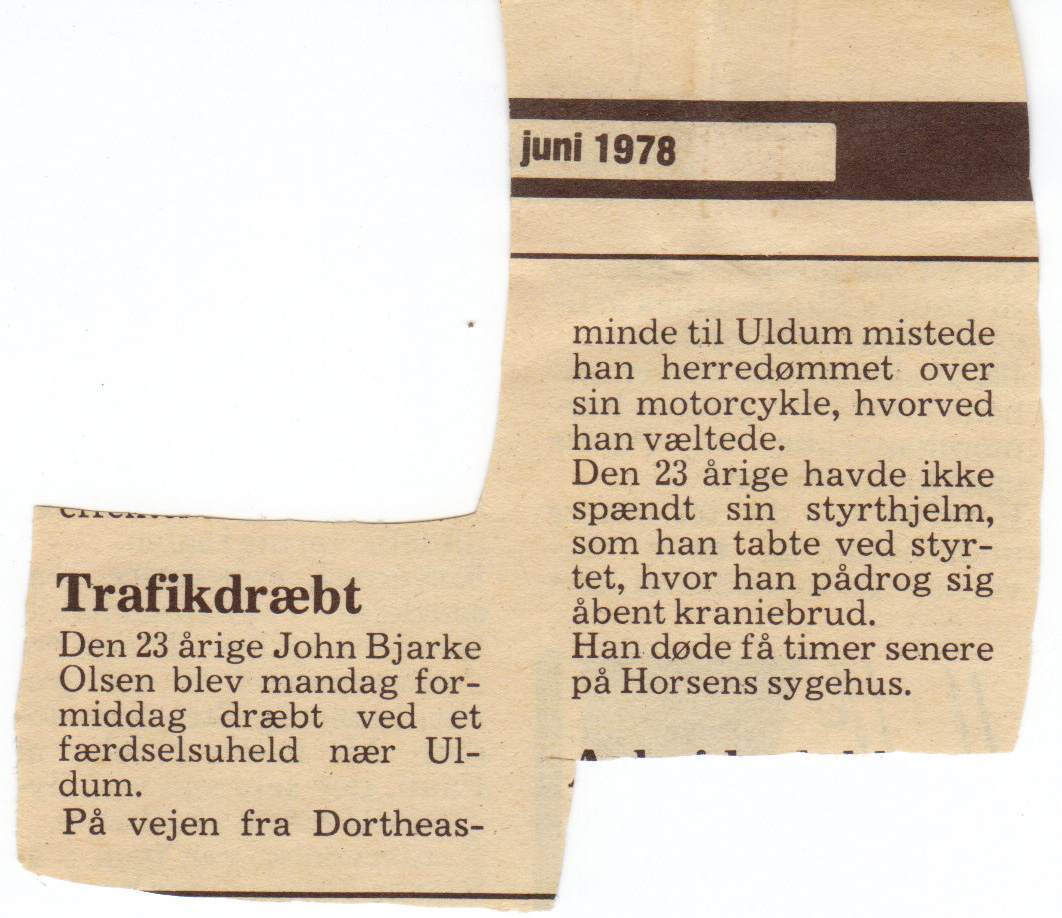 juni 1978
Trafikdræbt
Den 23 årige John Bjarke
Olsen blev mandag for-
middag dræbt ved et
færdselsuheld nær Ul-
dum.
På vejen fra Dortheas-
minde til Uldum mistede
han herredømmet over
sin motorcykle, hvorved
han væltede.
Den 23 årige havde ikke
spændt sin styrthjelm,
som han tabte ved styr-
tet, hvor han pådrog sig
åbent kraniebrud.
Han døde få timer senere
på Horsens sygehus.